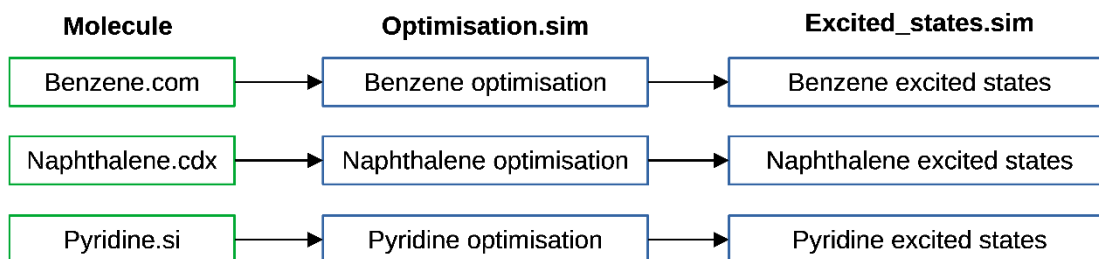 Molecule Optimisation.sim Excited_states.sim
Benzene.com Benzene optimisation Benzene excited states
Naphthalene.cdx Naphthalene optimisation Naphthalene excited states
Pyridine.si Pyridine optimisation Pyridine excited states